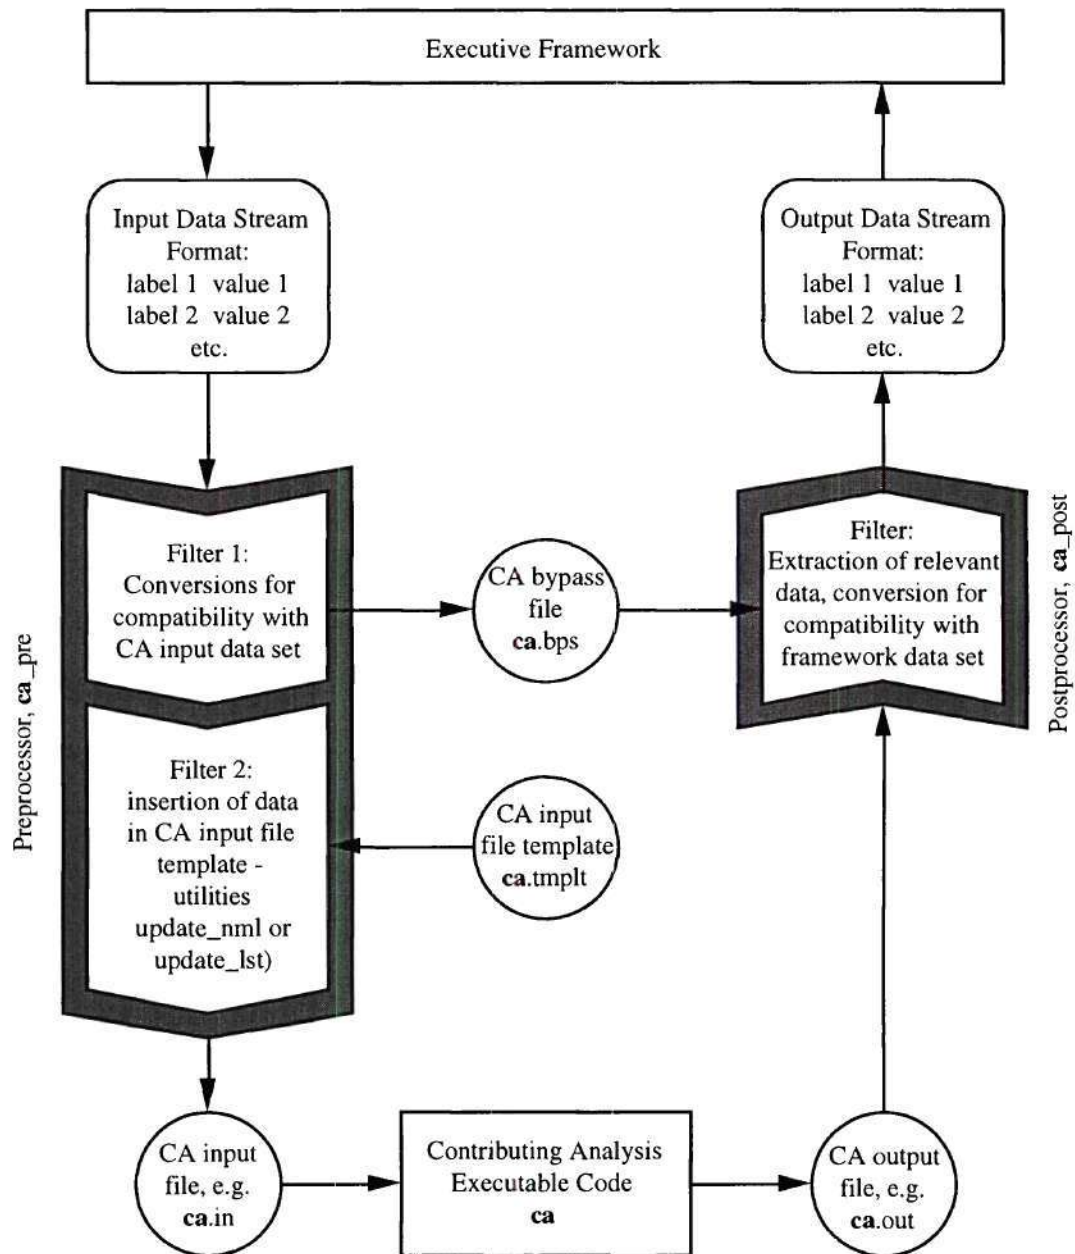 Executive Framework
Input Data Stream
Format:
label 1 value 1
label 2 value 2
etc.
Output Data Stream
Format:
label 1 value 1
label 2 value 2
etc.
Preprocessor, ca_pre
Filter 1:
Conversions for
compatibility with
CA input data set
CA bypass
file
ca.bps
Filter:
Extraction of relevant
data, conversion for
compatibility with
framework data set
Postprocessor, ca_post
Filter 2:
insertion of data
in CA input file
template -
utilities
update_nml or
update_lst)
CA input
file template
ca.tmplt
CA input
file, e.g.
ca.in
Contributing Analysis
Executable Code
ca
CA output
file, e.g.
ca.out